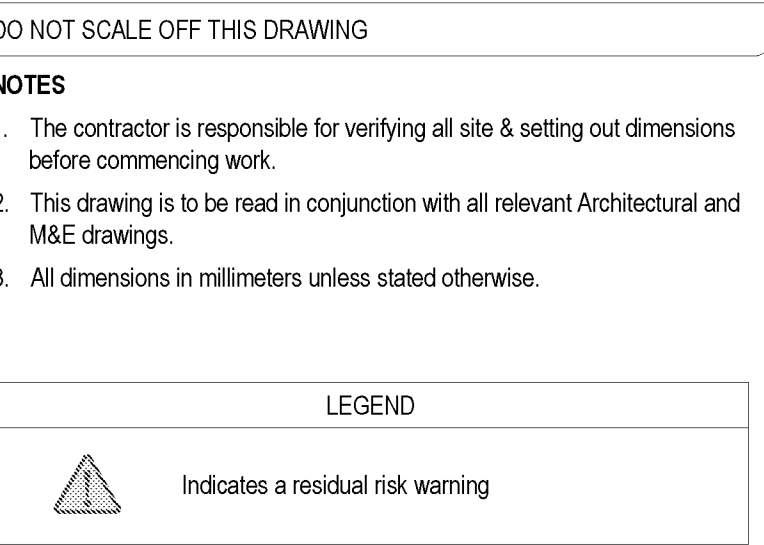 DO NOT SCALE OFF THIS DRAWING
NOTES
1. The contractor is responsible for verifying all site & setting out dimensions
before commencing work.
2. This drawing is to be read in conjunction with all relevant Architectural and
M&E drawings.
3. All dimensions in millimeters unless stated otherwise.
LEGEND
! Indicates a residual risk warning